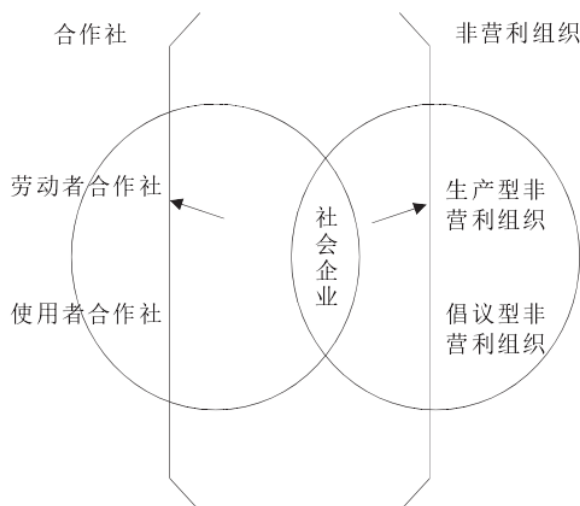 合作社
非营利组织
劳动者合作社
使用者合作社
社会企业
生产型非
营利组织
倡议型非
营利组织